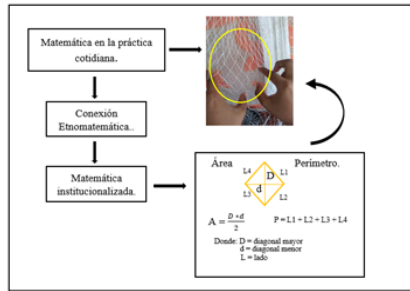 Matemática en la práctica
cotidiana.
Conexión
Etnomatemática..
Matemática
institucionalizada.
Área
Perímetro.
L4
D
L1
d
L3
L2
A = D*d / 2
P = L1 + L2 + L3 + L4
Donde: D = diagonal mayor
d = diagonal menor
L = lado